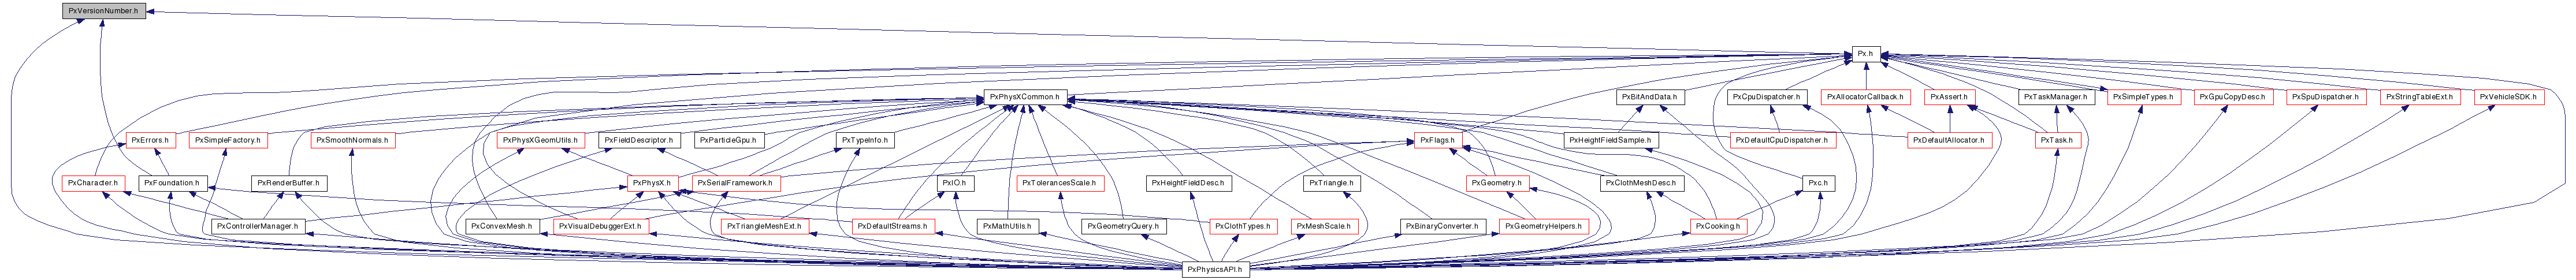 PxVersionNumber.h
Px.h
PxPhysXCommon.h
PxBitAndData.h
PxCpuDispatcher.h
PxAllocatorCallback.h
PxAssert.h
PxTaskManager.h
PxSimpleTypes.h
PxGpuCopyDesc.h
PxSpuDispatcher.h
PxStringTableExt.h
PxVehicleSDK.h
PxErrors.h
PxSimpleFactory.h
PxSmoothNormals.h
PxPhysXGeomUtils.h
PxFieldDescriptor.h
PxParticleGpu.h
PxTypeInfo.h
PxFlags.h
PxHeightFieldSample.h
PxDefaultCpuDispatcher.h
PxDefaultAllocator.h
PxTask.h
PxCharacter.h
PxFoundation.h
PxRenderBuffer.h
PxPhysX.h
PxSerialFramework.h
PxIO.h
PxTolerancesScale.h
PxHeightFieldDesc.h
PxTriangle.h
PxGeometry.h
PxClothMeshDesc.h
Pxc.h
PxControllerManager.h
PxConvexMesh.h
PxVisualDebuggerExt.h
PxTriangleMeshExt.h
PxDefaultStreams.h
PxMathUtils.h
PxGeometryQuery.h
PxClothTypes.h
PxMeshScale.h
PxBinaryConverter.h
PxGeometryHelpers.h
PxCooking.h
PxPhysicsAPI.h